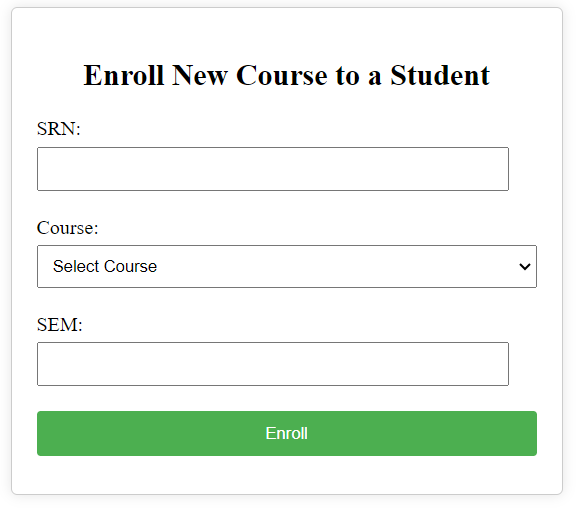 Enroll New Course to a Student
SRN:
Course:
Select Course
SEM:
Enroll